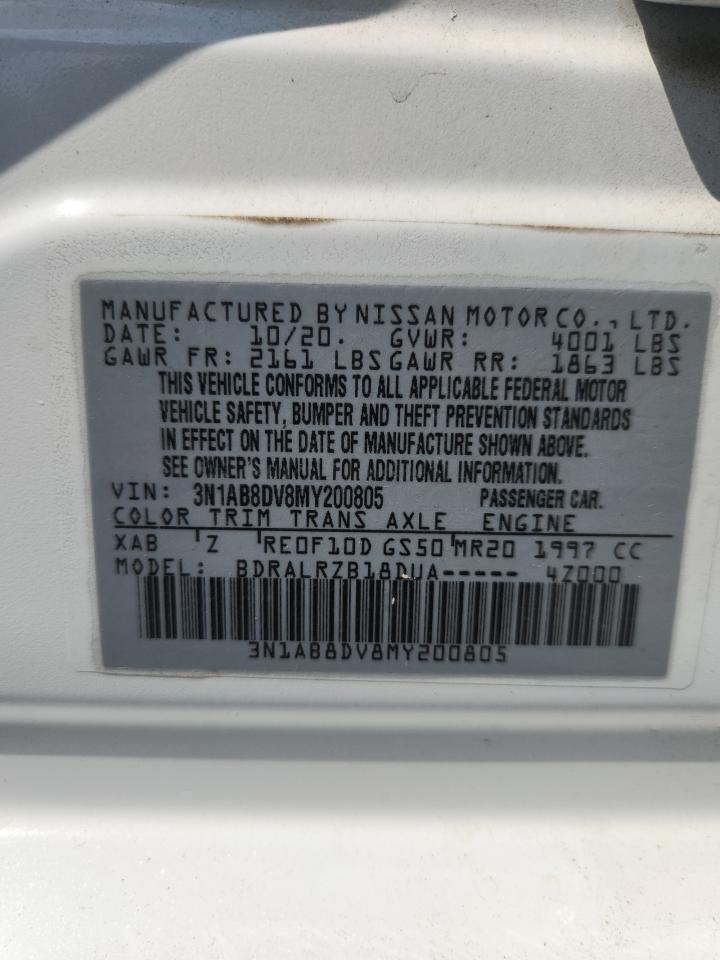 MANUFACTURED BY NISSAN MOTOR CO., LTD.
DATE: 10/20. GVWR: 4001 LBS
GAWR FR: 2161 LBS GAWR RR: 1863 LBS
THIS VEHICLE CONFORMS TO ALL APPLICABLE FEDERAL MOTOR
VEHICLE SAFETY, BUMPER AND THEFT PREVENTION STANDARDS
IN EFFECT ON THE DATE OF MANUFACTURE SHOWN ABOVE.
SEE OWNER'S MANUAL FOR ADDITIONAL INFORMATION.
VIN: 3N1AB8DV8MY200805 PASSENGER CAR.
COLOR TRIM TRANS AXLE ENGINE
XAB Z RE0F10D GS50 MR20 1997 CC
MODEL: BDRALRZB18DUA----- 4Z000
3N1AB8DV8MY200805